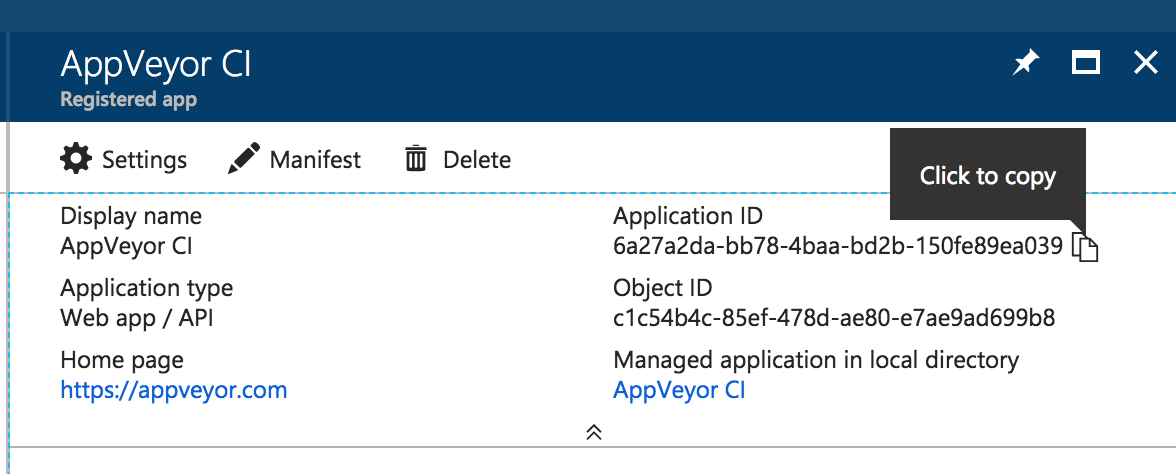 AppVeyor CI
Registered app
Settings Manifest Delete
Click to copy
Display name
AppVeyor CI
Application ID
6a27a2da-bb78-4baa-bd2b-150fe89ea039
Application type
Web app / API
Object ID
c1c54b4c-85ef-478d-ae80-e7ae9ad699b8
Home page
https://appveyor.com
Managed application in local directory
AppVeyor CI